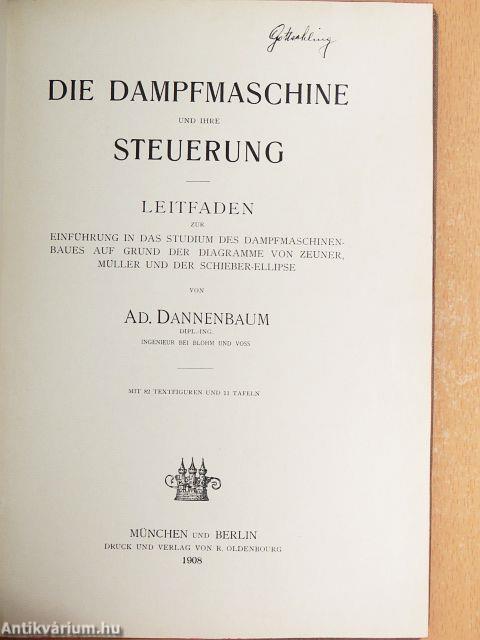 Gottschling
DIE DAMPFMASCHINE
UND IHRE
STEUERUNG
LEITFADEN
ZUR
EINFÜHRUNG IN DAS STUDIUM DES DAMPFMASCHINEN-
BAUES AUF GRUND DER DIAGRAMME VON ZEUNER,
MÜLLER UND DER SCHIEBER-ELLIPSE
VON
AD. DANNENBAUM
DIPL.-ING.
INGENIEUR BEI BLOHM UND VOSS
MIT 82 TEXTFIGUREN UND 11 TAFELN
MÜNCHEN UND BERLIN
DRUCK UND VERLAG VON R. OLDENBOURG
1908
Antikvárium.hu